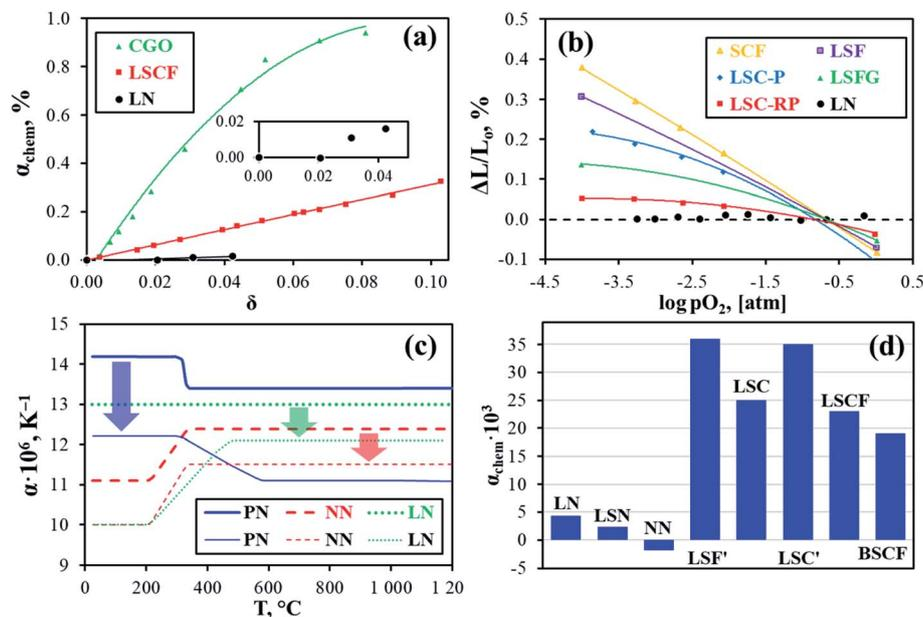 (a)
α_chem, %
1.0
0.8
0.6
0.4
0.2
0.0
CGO
LSCF
LN
0.02
0.00
0.00 0.02 0.04
0.00 0.02 0.04 0.06 0.08 0.10
δ
(b)
ΔL/L₀, %
0.5
0.4
0.3
0.2
0.1
0.0
-0.1
SCF LSF
LSC-P LSFG
LSC-RP LN
-4.5 -3.5 -2.5 -1.5 -0.5 0.5
log pO₂, [atm]
(c)
α·10⁶, K⁻¹
15
14
13
12
11
10
9
PN NN LN
PN NN LN
0 200 400 600 800 1 000 1 20
T, °C
(d)
α_chem·10³
35
30
25
20
15
10
5
0
-5
LN
LSN
NN
LSF'
LSC
LSC'
LSCF
BSCF